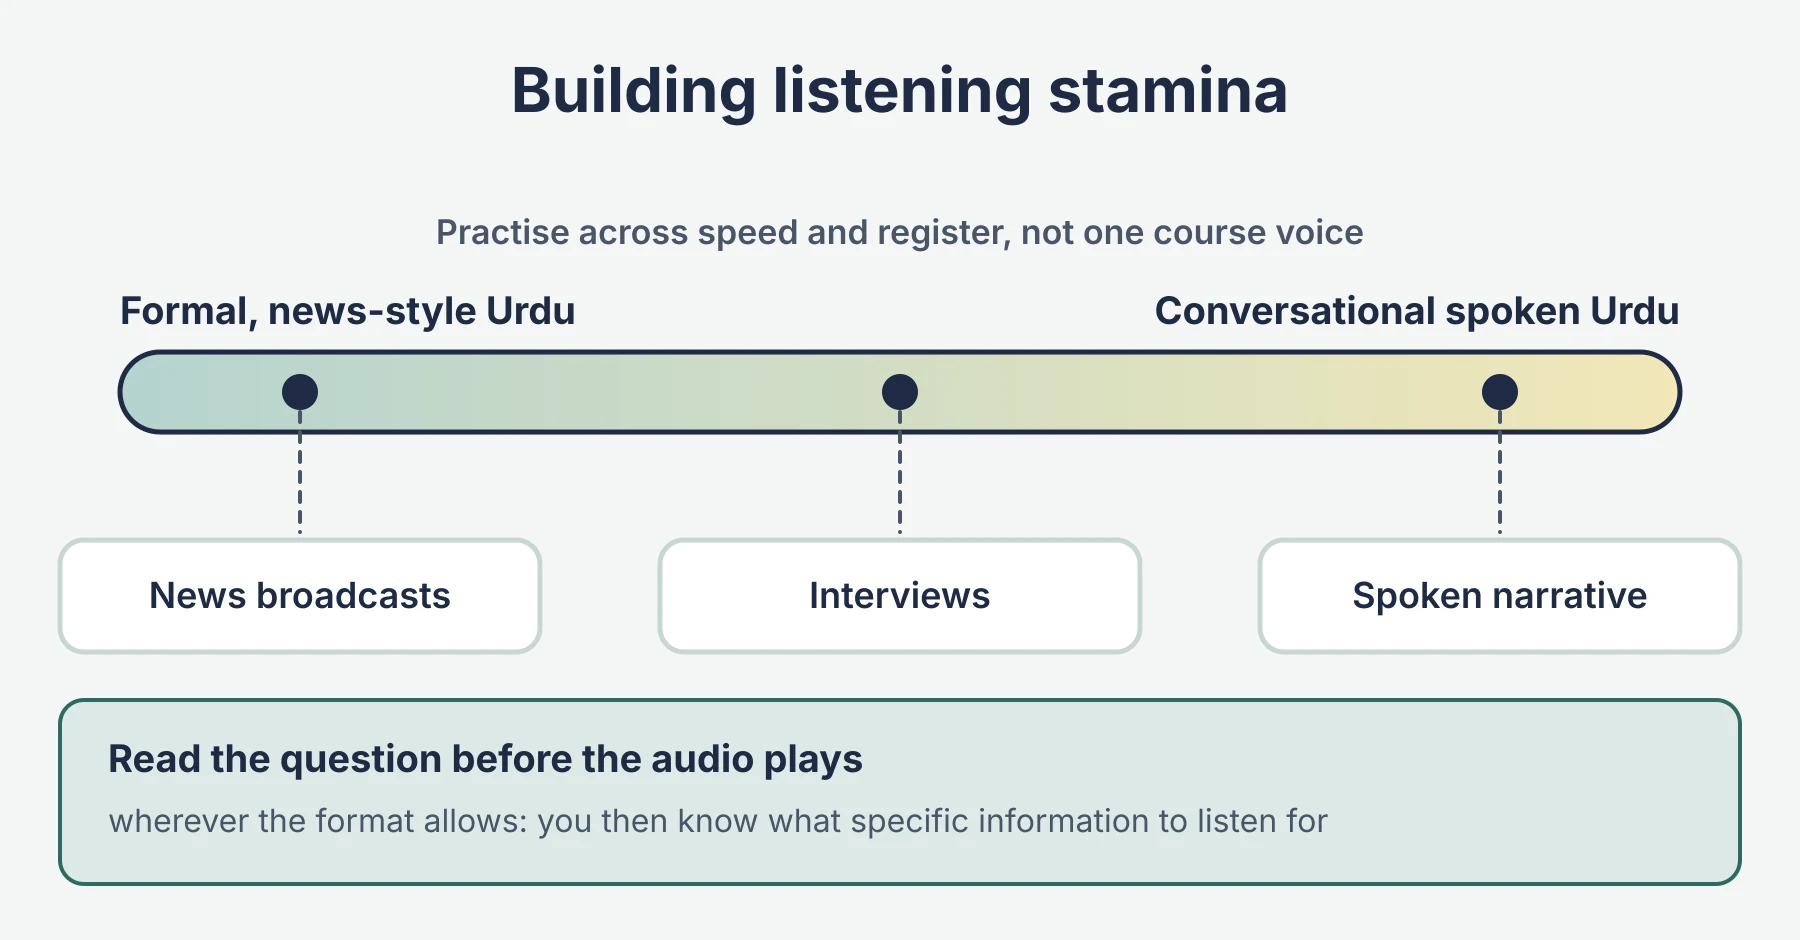 Building listening stamina
Practise across speed and register, not one course voice
Formal, news-style Urdu
Conversational spoken Urdu
News broadcasts
Interviews
Spoken narrative
Read the question before the audio plays
wherever the format allows: you then know what specific information to listen for